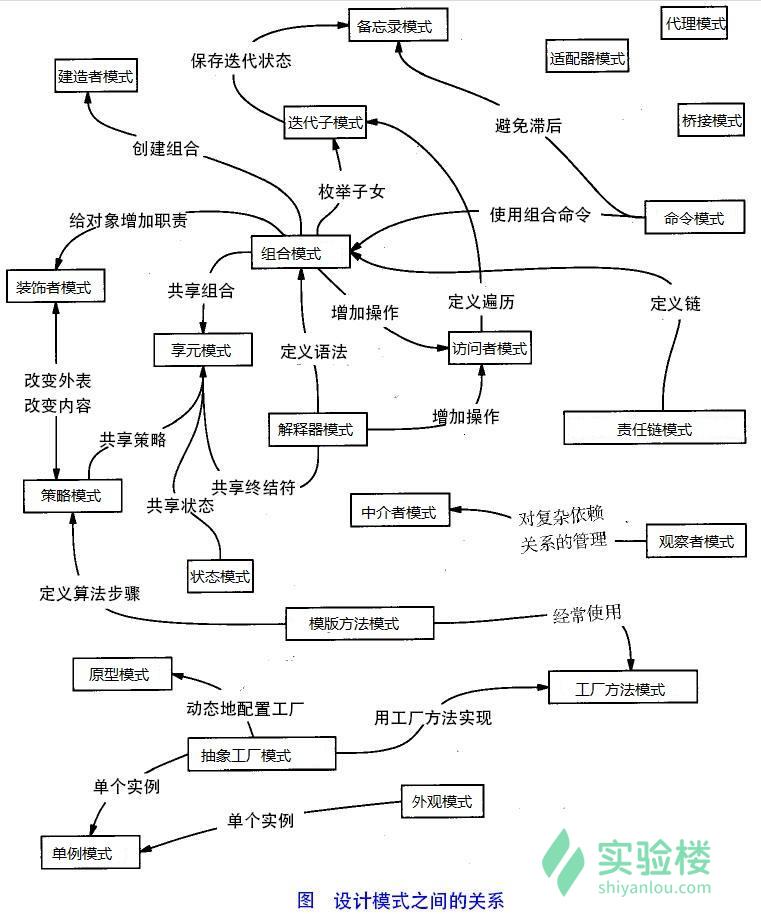 备忘录模式
代理模式
适配器模式
保存迭代状态
建造者模式
迭代子模式
桥接模式
避免滞后
创建组合
枚举子女
给对象增加职责
使用组合命令
命令模式
组合模式
装饰者模式
共享组合
增加操作
定义遍历
定义链
享元模式
定义语法
访问者模式
改变外表
改变内容
增加操作
解释器模式
责任链模式
共享策略
共享终结符
策略模式
共享状态
中介者模式
对复杂依赖
关系的管理
观察者模式
状态模式
定义算法步骤
模版方法模式
经常使用
原型模式
工厂方法模式
动态地配置工厂
用工厂方法实现
抽象工厂模式
单个实例
外观模式
单个实例
单例模式
实验楼
shiyanlou.com
图 设计模式之间的关系